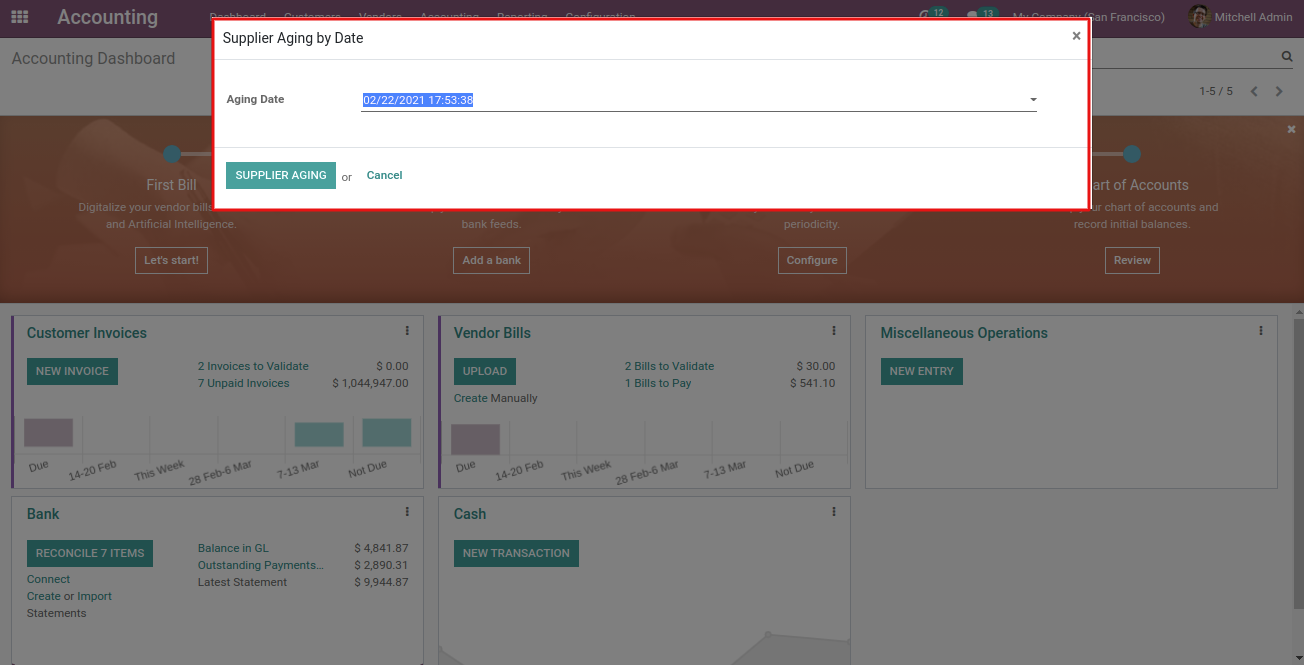 Accounting
Dashboard Customers Vendors Accounting Reporting Configuration
12
13
My Company (San Francisco)
Mitchell Admin
Supplier Aging by Date
×
Accounting Dashboard
Aging Date
02/22/2021 17:53:38
1-5 / 5
SUPPLIER AGING or Cancel
First Bill
Digitalize your vendor bills
and Artificial Intelligence.
Let's start!
bank feeds.
Add a bank
periodicity.
Configure
art of Accounts
ur chart of accounts and
record initial balances.
Review
Customer Invoices
NEW INVOICE
2 Invoices to Validate $ 0.00
7 Unpaid Invoices $ 1,044,947.00
Due 14-20 Feb This Week 28 Feb-6 Mar 7-13 Mar Not Due
Vendor Bills
UPLOAD
Create Manually
2 Bills to Validate $ 30.00
1 Bills to Pay $ 541.10
Due 14-20 Feb This Week 28 Feb-6 Mar 7-13 Mar Not Due
Miscellaneous Operations
NEW ENTRY
Bank
RECONCILE 7 ITEMS
Connect
Create or Import
Statements
Balance in GL $ 4,841.87
Outstanding Payments... $ 2,890.31
Latest Statement $ 9,944.87
Cash
NEW TRANSACTION